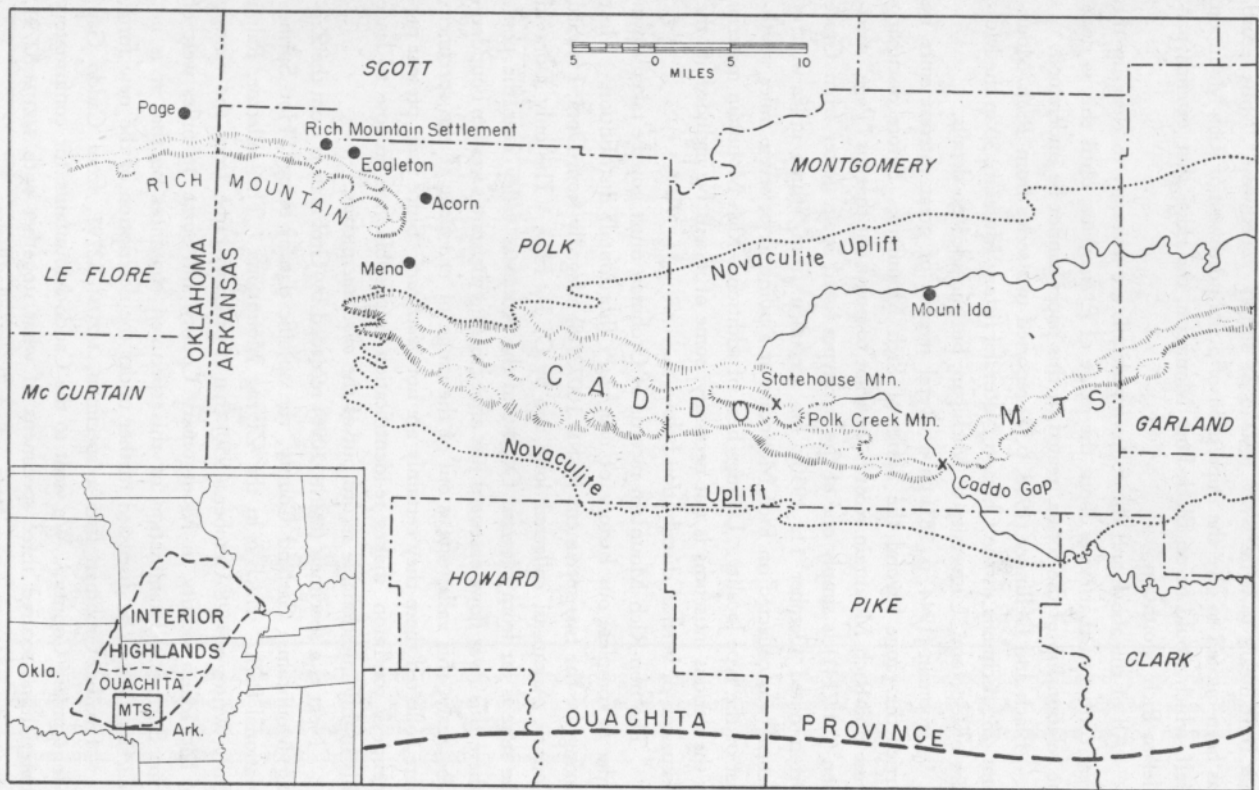 SCOTT
5 0 5 10
MILES
Page
Rich Mountain Settlement
Eagleton
RICH MOUNTAIN
Acorn
MONTGOMERY
LE FLORE
OKLAHOMA
ARKANSAS
POLK
Mena
Novaculite Uplift
Mount Ida
Mc CURTAIN
CADDO MTS.
Statehouse Mtn.
Polk Creek Mtn.
GARLAND
Novaculite Uplift
Caddo Gap
HOWARD
PIKE
CLARK
OUACHITA PROVINCE
INTERIOR
HIGHLANDS
OUACHITA
MTS.
Okla.
Ark.